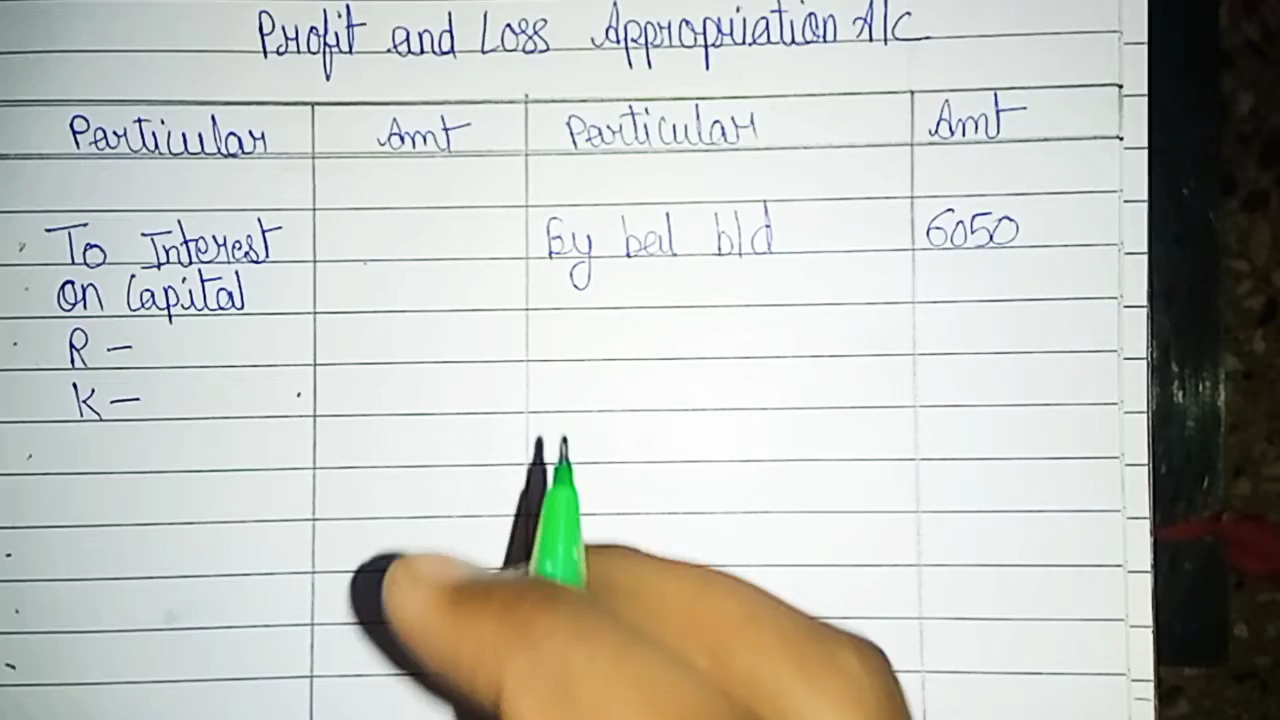 Profit and Loss Appropriation A/C
Particular Amt Particular Amt
To Interest By bal b/d 6050
on Capital
R -
K -